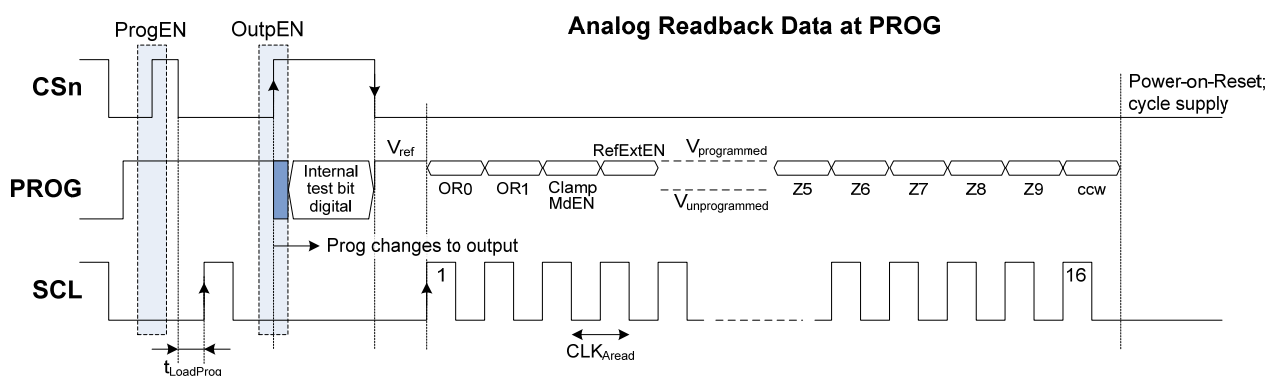 Analog Readback Data at PROG
ProgEN
OutpEN
CSn
Power-on-Reset;
cycle supply
Vref
RefExtEN
Vprogrammed
PROG
Internal
test bit
digital
OR0
OR1
Clamp
MdEN
Vunprogrammed
Z5
Z6
Z7
Z8
Z9
ccw
Prog changes to output
SCL
1
16
CLKAread
tLoadProg